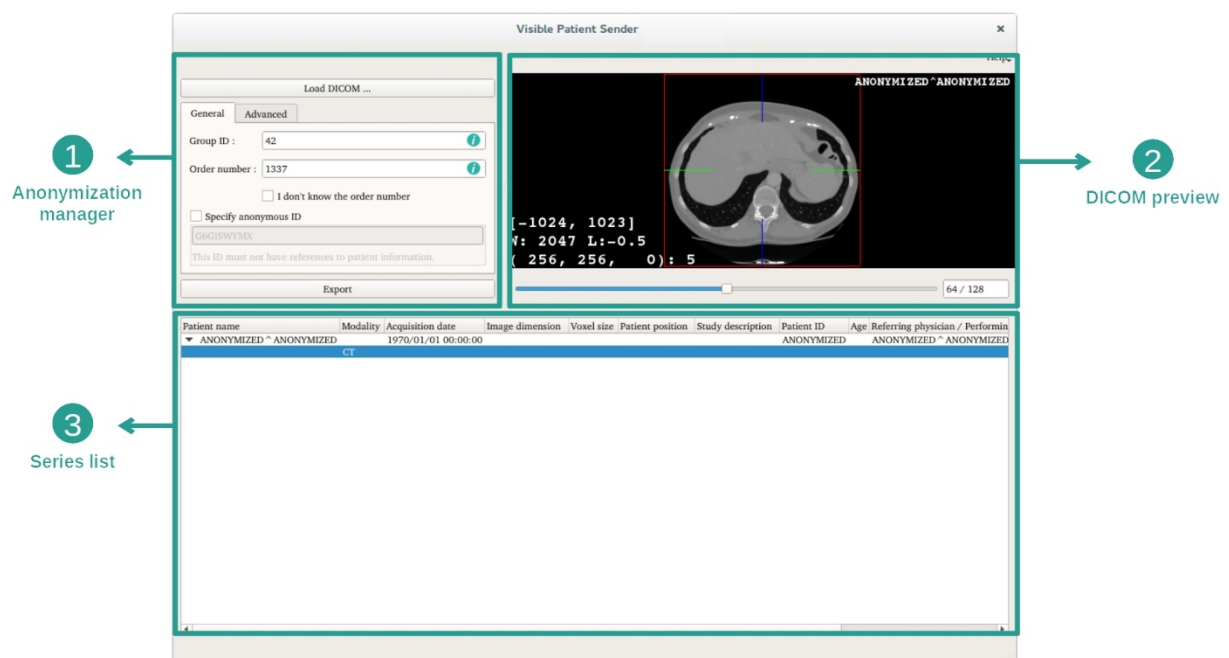 Visible Patient Sender ×
Help
Load DICOM ...
General Advanced
Group ID : 42
Order number : 1337
I don't know the order number
Specify anonymous ID
G6GISWYMX
This ID must not have references to patient information.
Export
1
Anonymization
manager
ANONYMIZED^ANONYMIZED
[-1024, 1023]
W: 2047 L:-0.5
( 256, 256, 0): 5
64 / 128
2
DICOM preview
Patient name Modality Acquisition date Image dimension Voxel size Patient position Study description Patient ID Age Referring physician / Performin
ANONYMIZED ^ ANONYMIZED 1970/01/01 00:00:00 ANONYMIZED ANONYMIZED ^ ANONYMIZED
CT
3
Series list